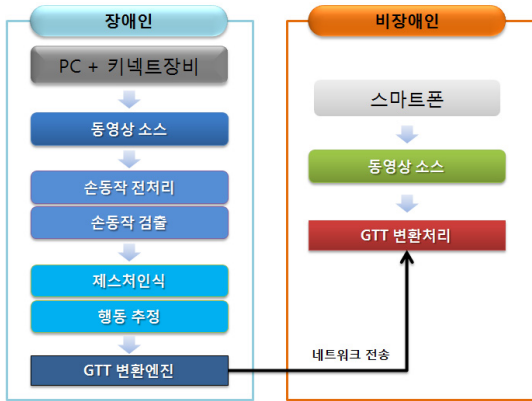 장애인
PC + 키넥트장비
동영상 소스
손동작 전처리
손동작 검출
제스처인식
행동 추정
GTT 변환엔진
비장애인
스마트폰
동영상 소스
GTT 변환처리
네트워크 전송